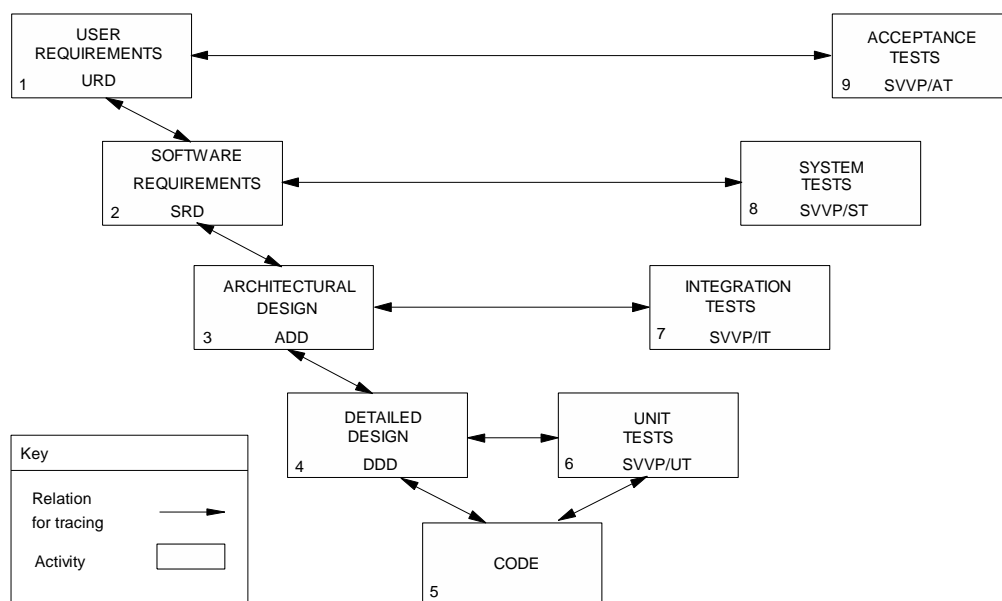 USER
REQUIREMENTS
URD
1
ACCEPTANCE
TESTS
SVVP/AT
9
SOFTWARE
REQUIREMENTS
SRD
2
SYSTEM
TESTS
SVVP/ST
8
ARCHITECTURAL
DESIGN
ADD
3
INTEGRATION
TESTS
SVVP/IT
7
DETAILED
DESIGN
DDD
4
UNIT
TESTS
SVVP/UT
6
CODE
5
Key
Relation
for tracing
Activity